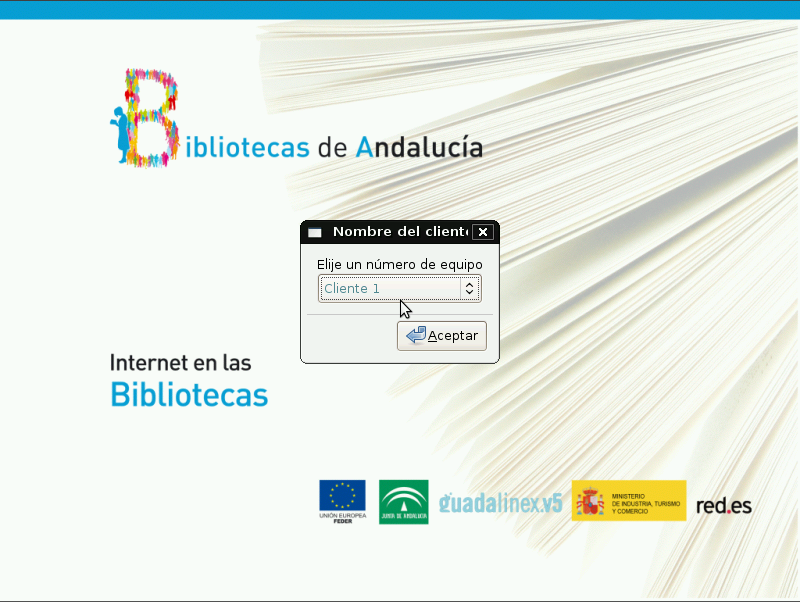 Bibliotecas de Andalucía
Nombre del client
Elije un número de equipo
Cliente 1
Aceptar
Internet en las
Bibliotecas
UNIÓN EUROPEA
FEDER
JUNTA DE ANDALUCIA
guadalinex.v5
MINISTERIO
DE INDUSTRIA, TURISMO
Y COMERCIO
red.es